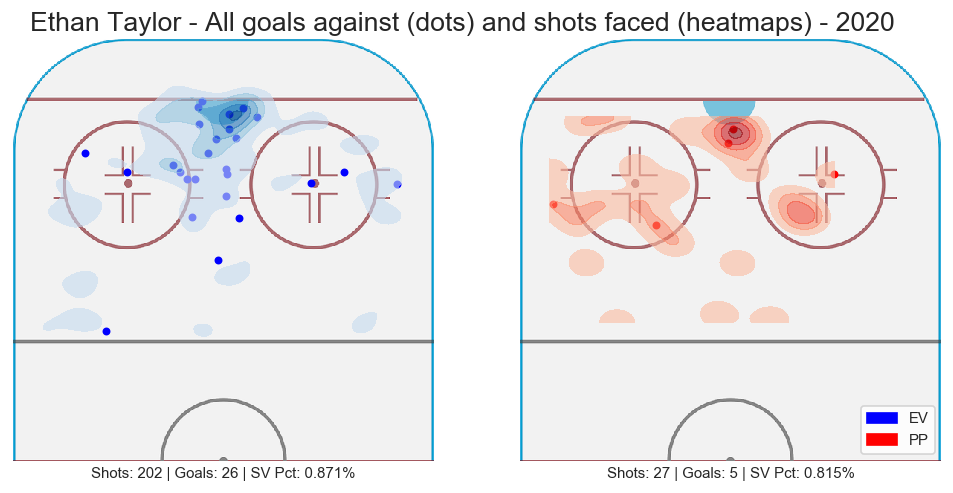 Ethan Taylor - All goals against (dots) and shots faced (heatmaps) - 2020
EV
PP
Shots: 202 | Goals: 26 | SV Pct: 0.871%
Shots: 27 | Goals: 5 | SV Pct: 0.815%